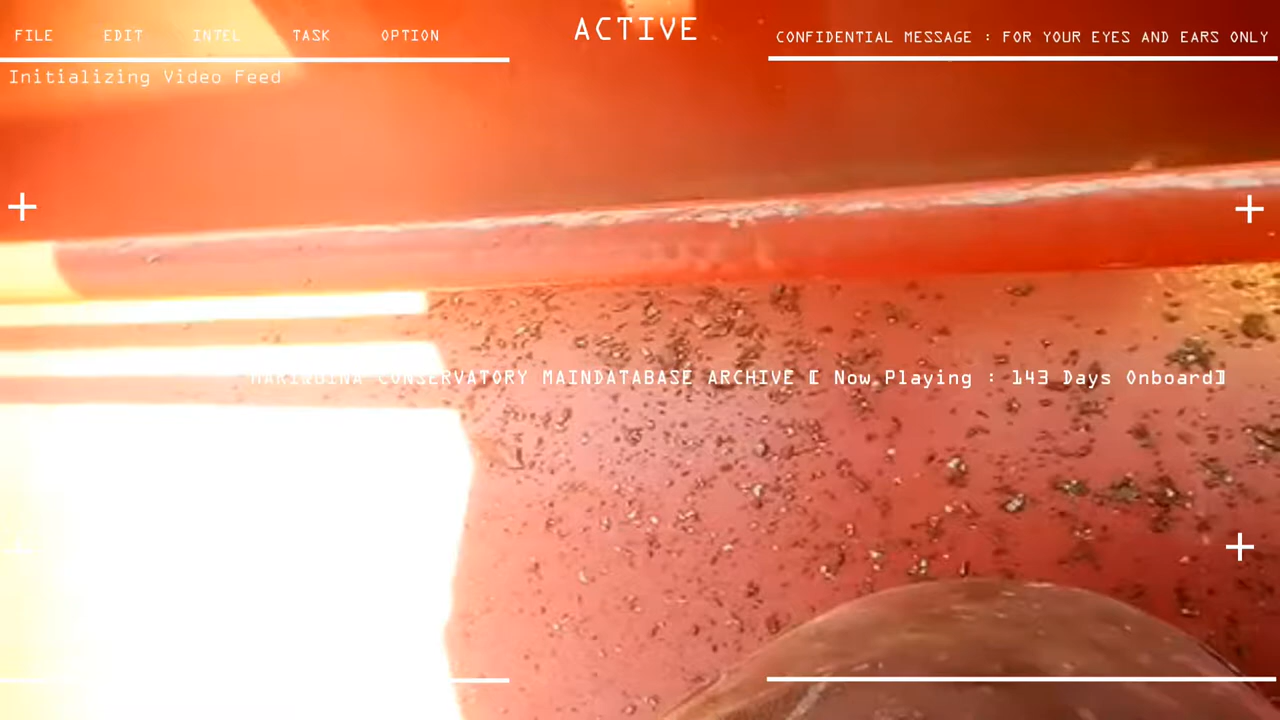 FILE EDIT INTEL TASK OPTION
ACTIVE
CONFIDENTIAL MESSAGE : FOR YOUR EYES AND EARS ONLY
Initializing Video Feed
MARIQUINA CONSERVATORY MAINDATABASE ARCHIVE [ Now Playing : 143 Days Onboard]